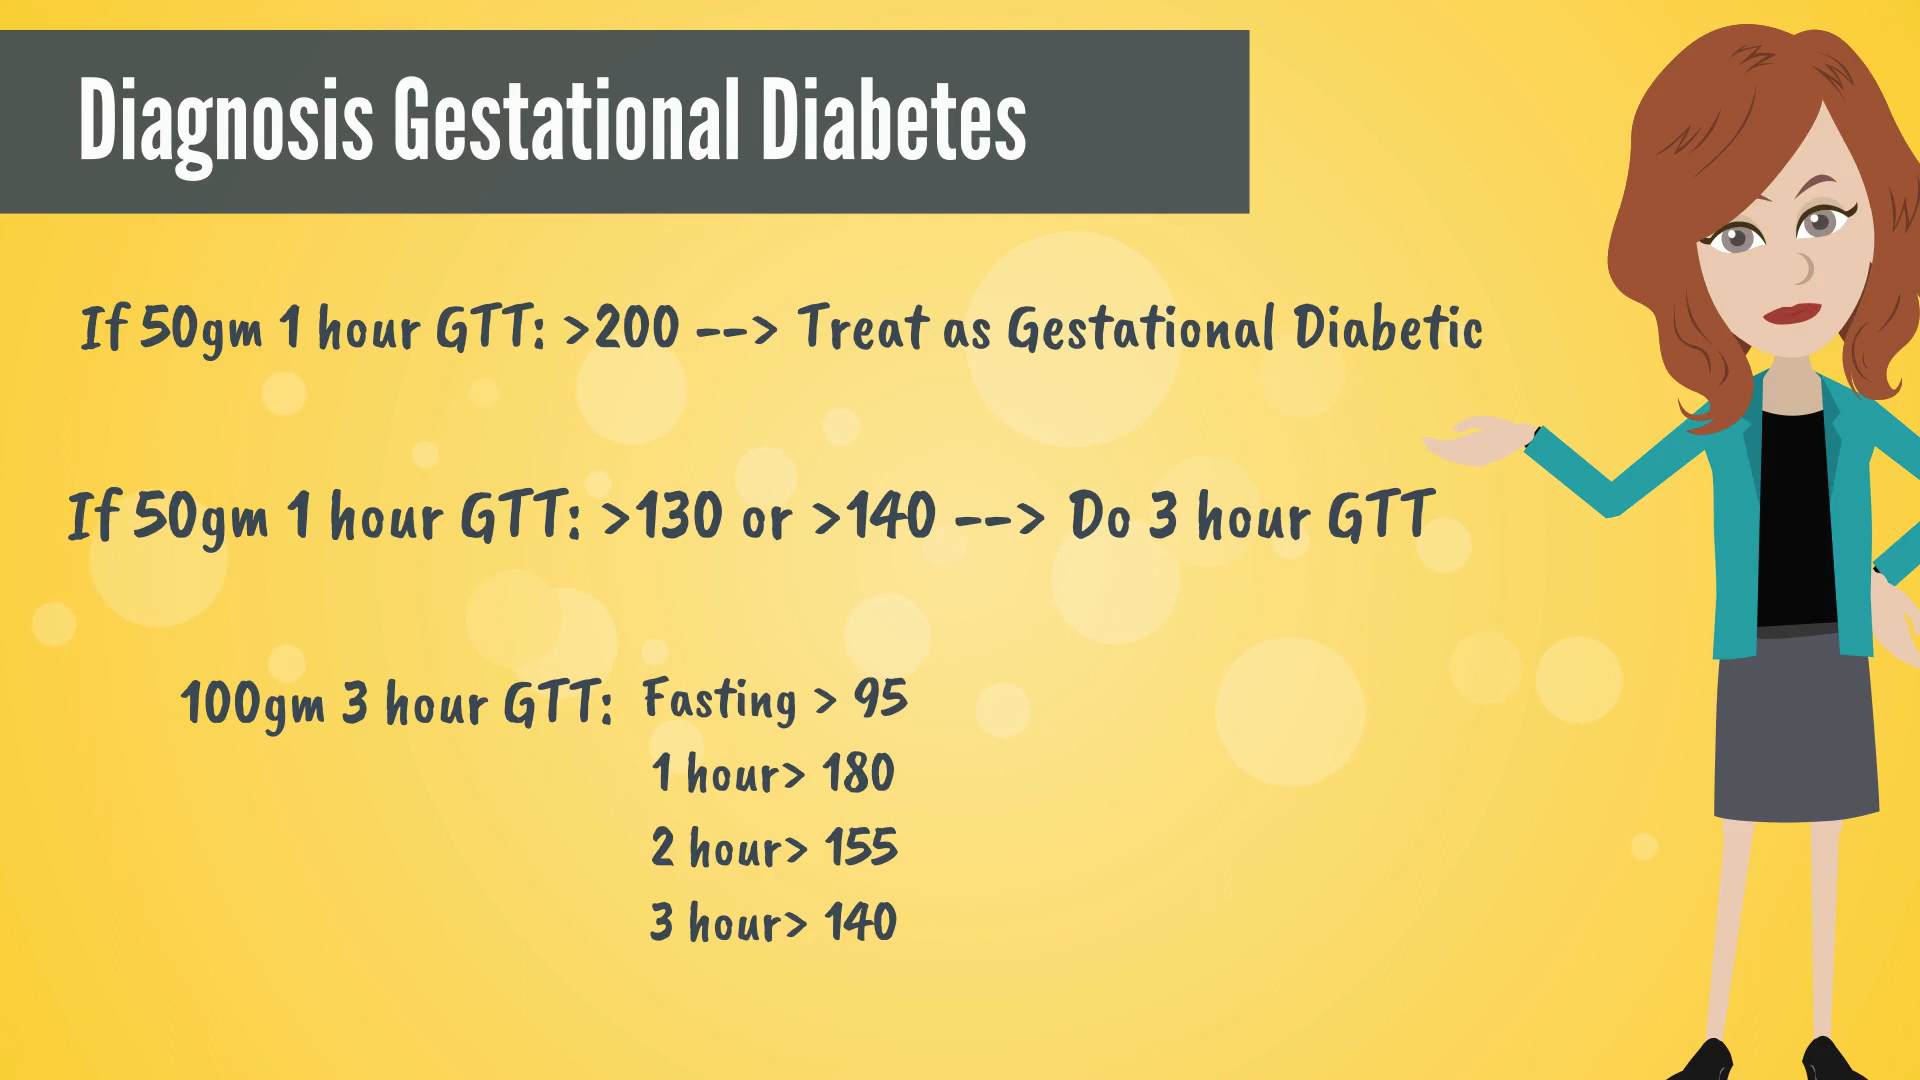 Diagnosis Gestational Diabetes
If 50gm 1 hour GTT: >200 --> Treat as Gestational Diabetic
If 50gm 1 hour GTT: >130 or >140 --> Do 3 hour GTT
100gm 3 hour GTT: Fasting > 95
1 hour> 180
2 hour> 155
3 hour> 140